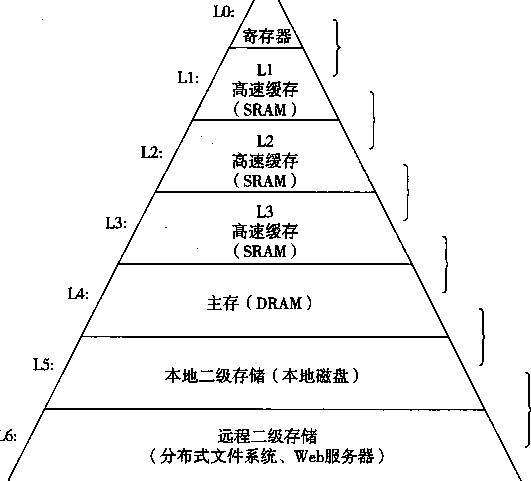 L0:
寄存器
L1:
L1
高速缓存
（SRAM）
L2:
L2
高速缓存
（SRAM）
L3:
L3
高速缓存
（SRAM）
L4:
主存（DRAM）
L5:
本地二级存储（本地磁盘）
L6:
远程二级存储
（分布式文件系统、Web服务器）